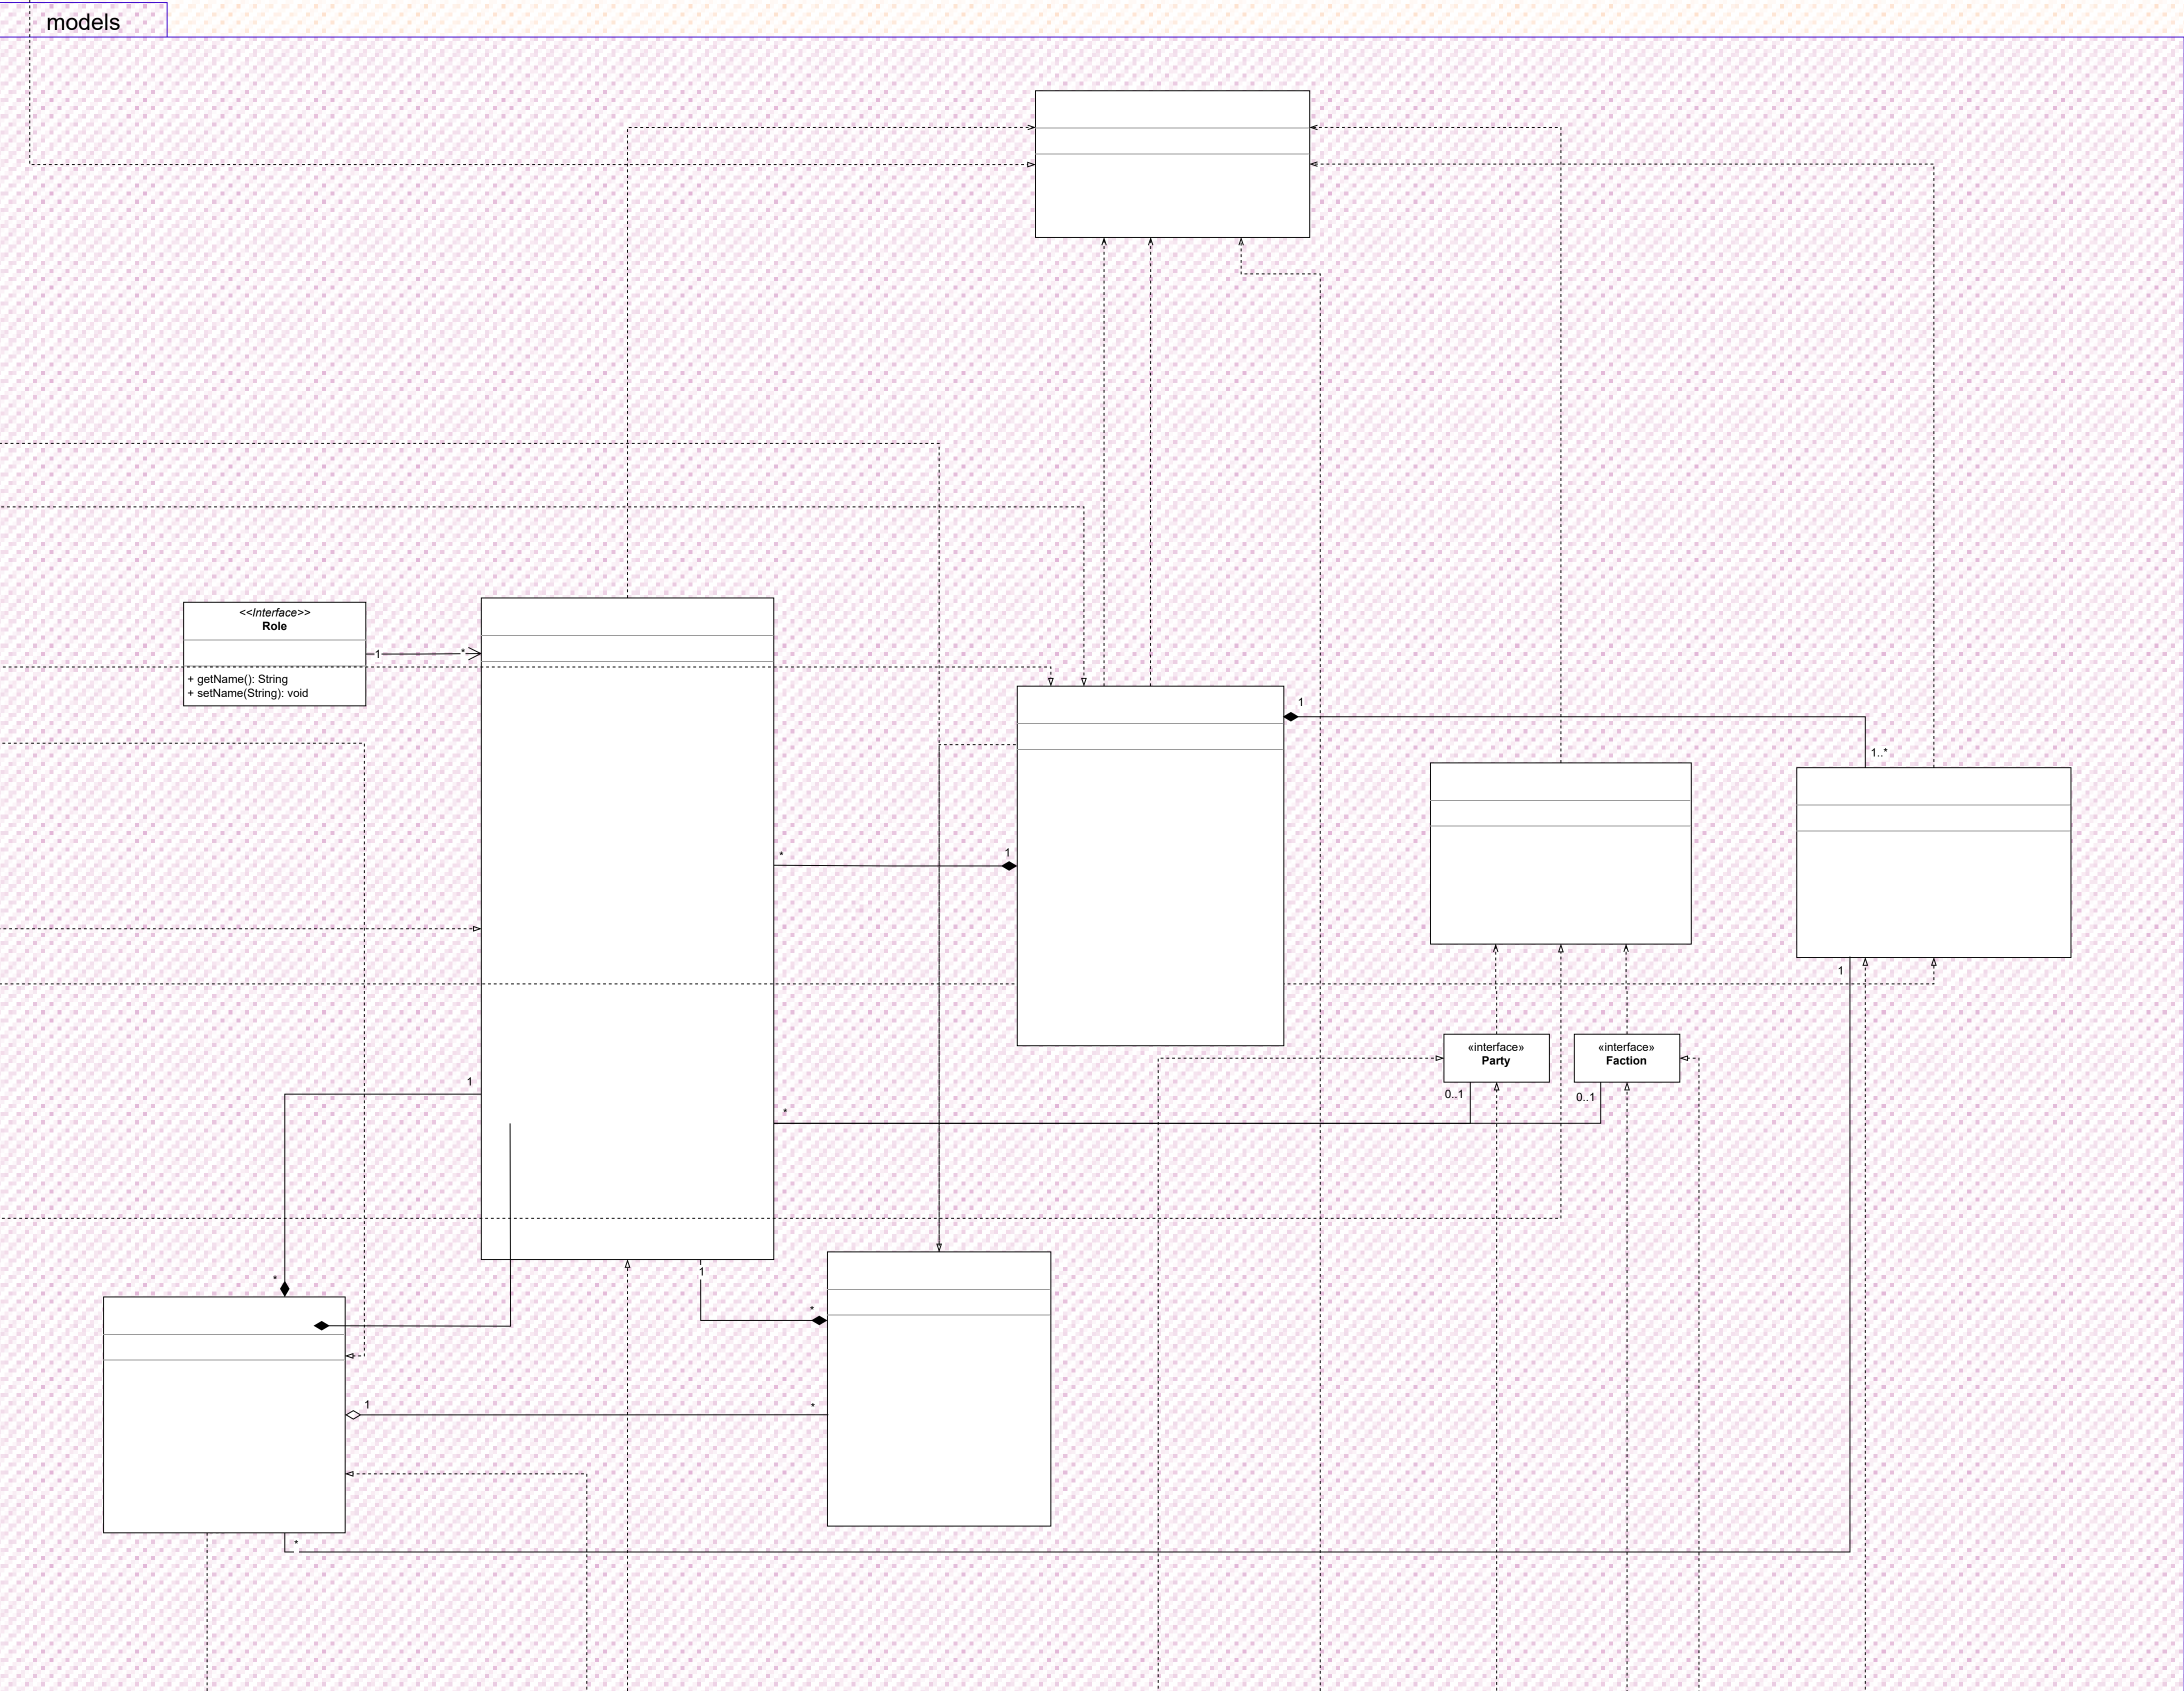 models
<<Interface>>
Role
+ getName(): String
+ setName(String): void
1
*
1
1..*
*
1
1
«interface»
Party
«interface»
Faction
0..1
0..1
1
*
1
*
*
1
*
*